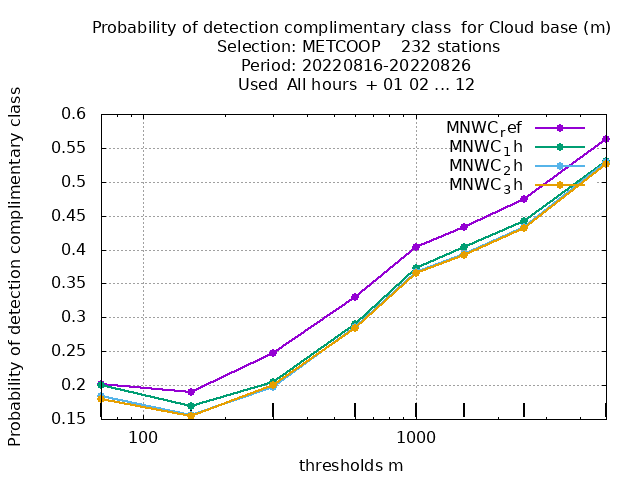 Probability of detection complimentary class  for Cloud base (m)
Selection: METCOOP    232 stations
Period: 20220816-20220826
Used  All hours  + 01 02 ... 12
Probability of detection complimentary class
0.6
0.55
0.5
0.45
0.4
0.35
0.3
0.25
0.2
0.15
MNWC_ref
MNWC_1h
MNWC_2h
MNWC_3h
100 1000
thresholds m